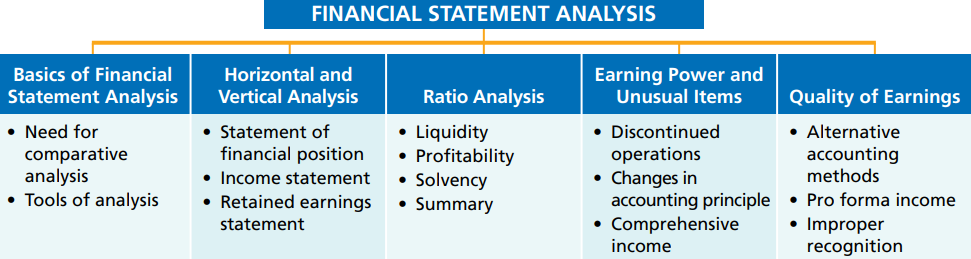 FINANCIAL STATEMENT ANALYSIS
Basics of Financial
Statement Analysis
• Need for
comparative
analysis
• Tools of analysis
Horizontal and
Vertical Analysis
• Statement of
financial position
• Income statement
• Retained earnings
statement
Ratio Analysis
• Liquidity
• Profitability
• Solvency
• Summary
Earning Power and
Unusual Items
• Discontinued
operations
• Changes in
accounting principle
• Comprehensive
income
Quality of Earnings
• Alternative
accounting
methods
• Pro forma income
• Improper
recognition